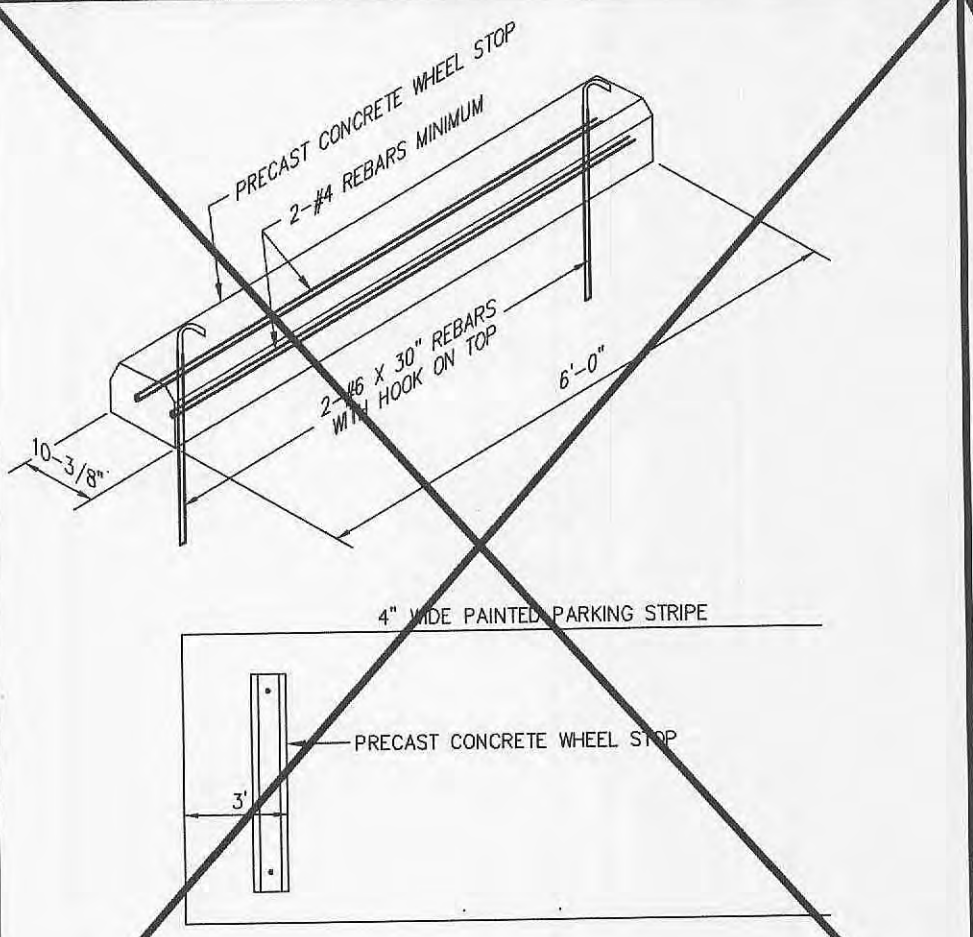 PRECAST CONCRETE WHEEL STOP
2-#4 REBARS MINIMUM
2-#6 X 30" REBARS
WITH HOOK ON TOP
6'-0"
10-3/8"
4" WIDE PAINTED PARKING STRIPE
PRECAST CONCRETE WHEEL STOP
3'